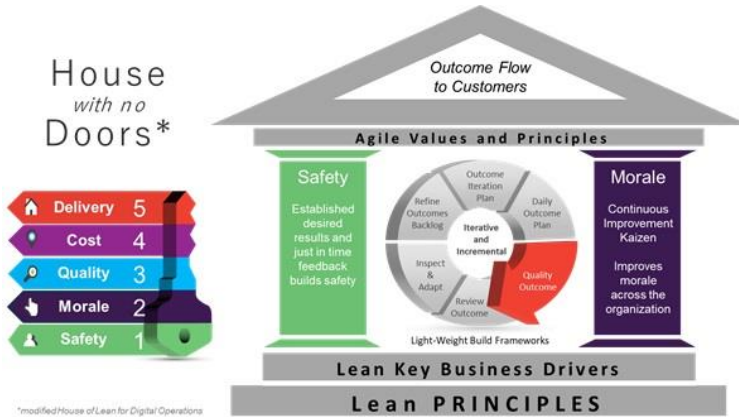 House
with no
Doors*
Delivery 5
Cost 4
Quality 3
Morale 2
Safety 1
*modified House of Lean for Digital Operations
Outcome Flow
to Customers
Agile Values and Principles
Safety
Established
desired
results and
just in time
feedback
builds safety
Outcome
Iteration
Plan
Daily
Outcome
Plan
Quality
Outcome
Review
Outcome
Inspect
&
Adapt
Refine
Outcomes
Backlog
Iterative
and
Incremental
Light-Weight Build Frameworks
Morale
Continuous
Improvement
Kaizen
Improves
morale
across the
organization
Lean Key Business Drivers
Lean PRINCIPLES